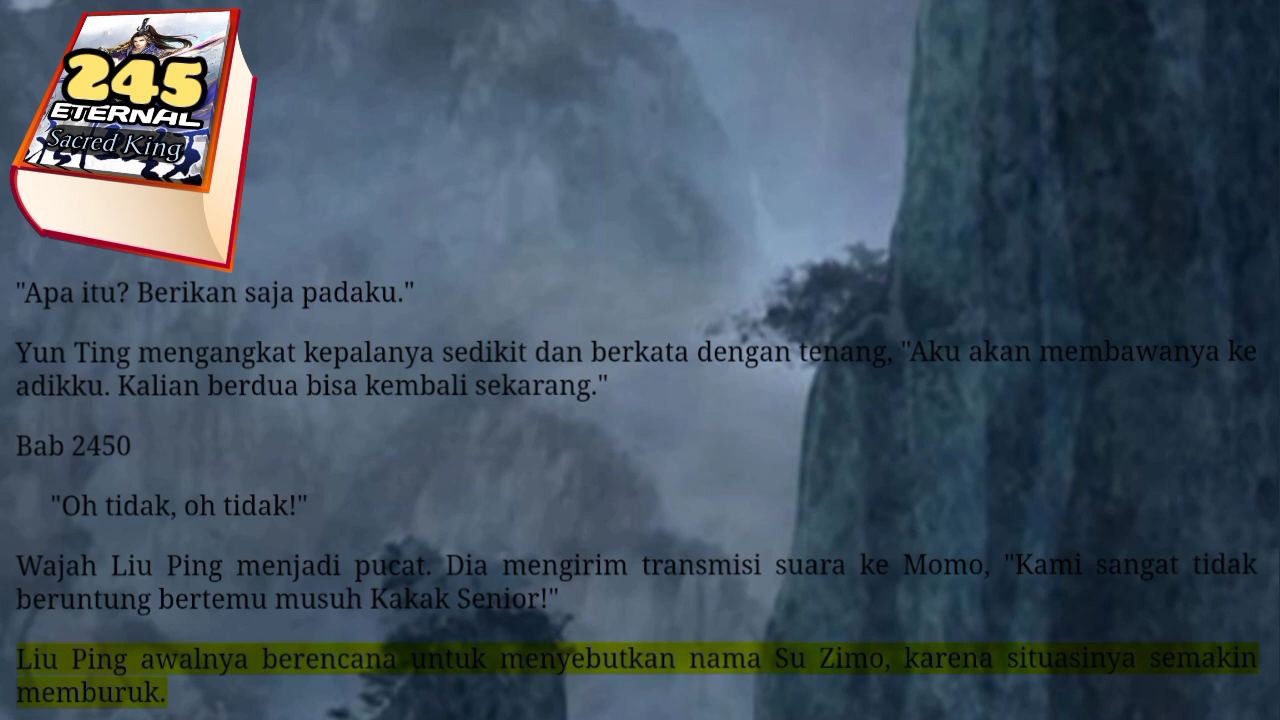 245
ETERNAL
Sacred King
"Apa itu? Berikan saja padaku."
Yun Ting mengangkat kepalanya sedikit dan berkata dengan tenang, "Aku akan membawanya ke
adikku. Kalian berdua bisa kembali sekarang."
Bab 2450
"Oh tidak, oh tidak!"
Wajah Liu Ping menjadi pucat. Dia mengirim transmisi suara ke Momo, "Kami sangat tidak
beruntung bertemu musuh Kakak Senior!"
Liu Ping awalnya berencana untuk menyebutkan nama Su Zimo, karena situasinya semakin
memburuk.